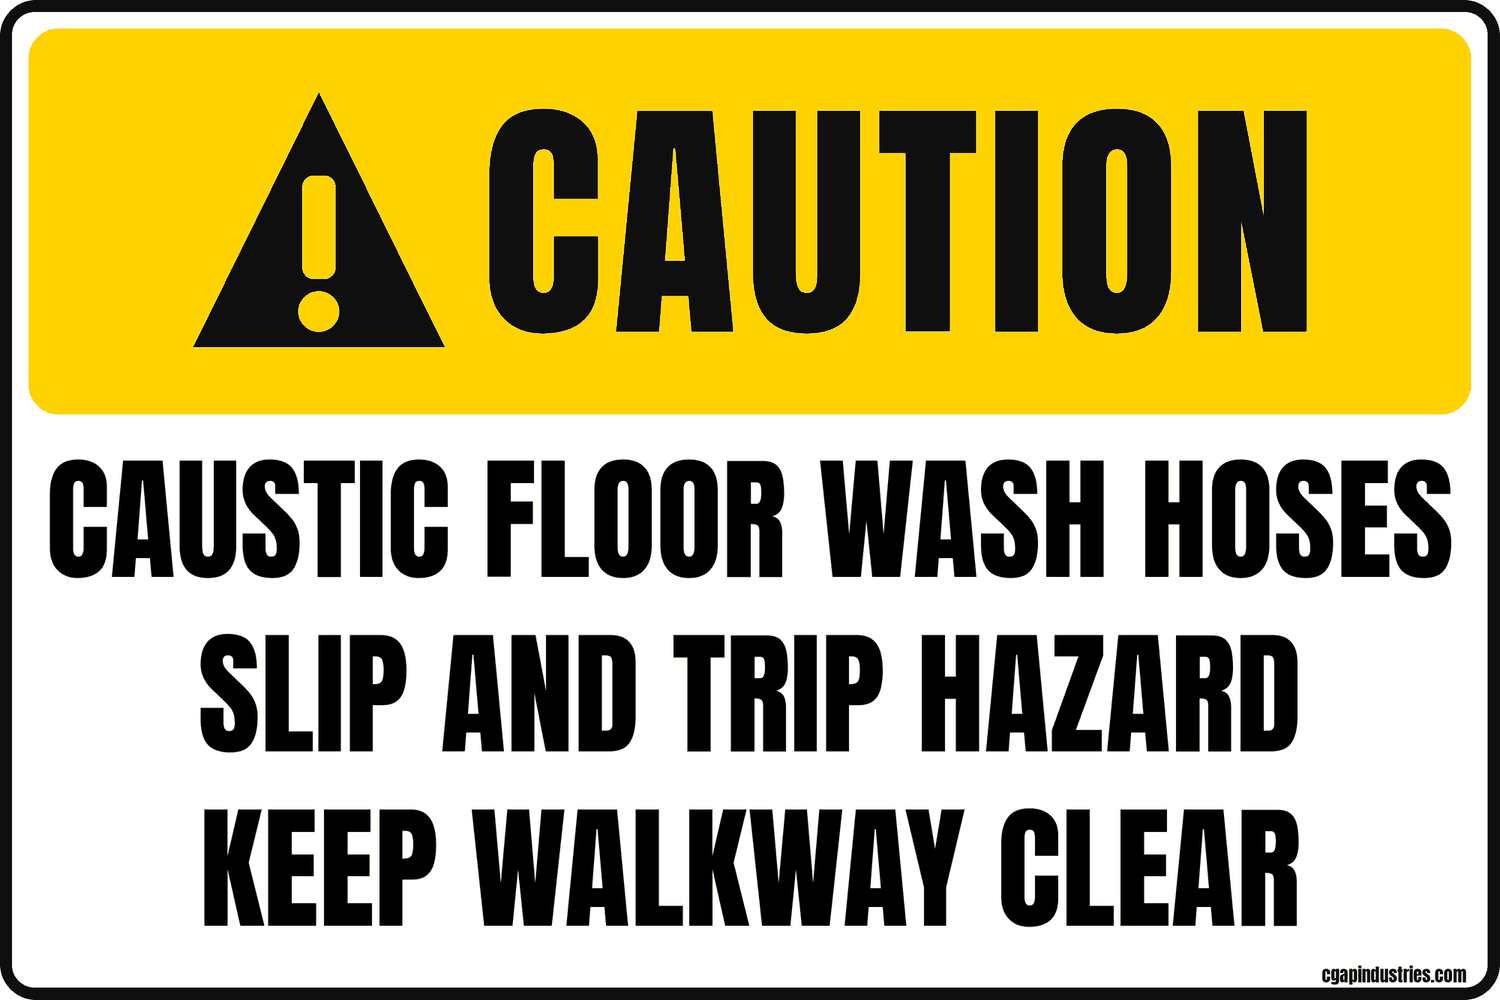 CAUTION
CAUSTIC FLOOR WASH HOSES
SLIP AND TRIP HAZARD
KEEP WALKWAY CLEAR
cgapindustries.com